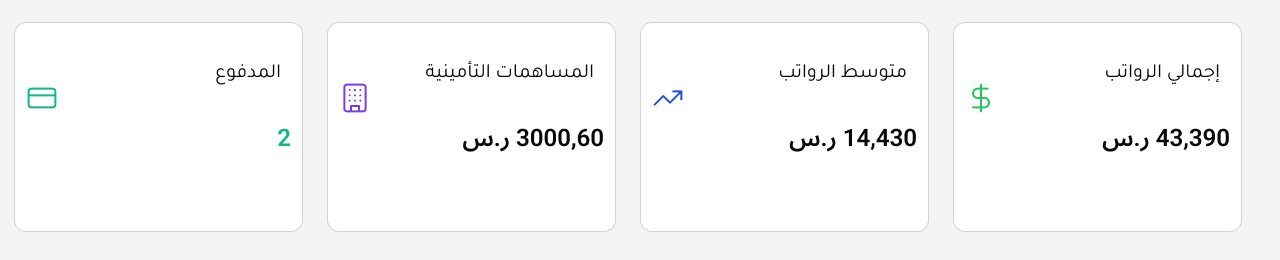 إجمالي الرواتب
43,390 ر.س
متوسط الرواتب
14,430 ر.س
المساهمات التأمينية
3000,60 ر.س
المدفوع
2